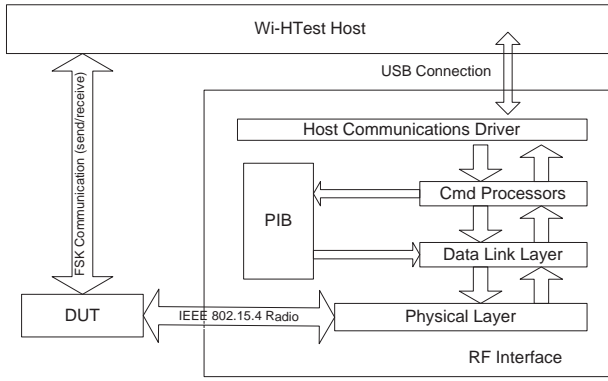 Wi-HTest Host
USB Connection
FSK Communication (send/receive)
Host Communications Driver
Cmd Processors
PIB
Data Link Layer
DUT
IEEE 802.15.4 Radio
Physical Layer
RF Interface